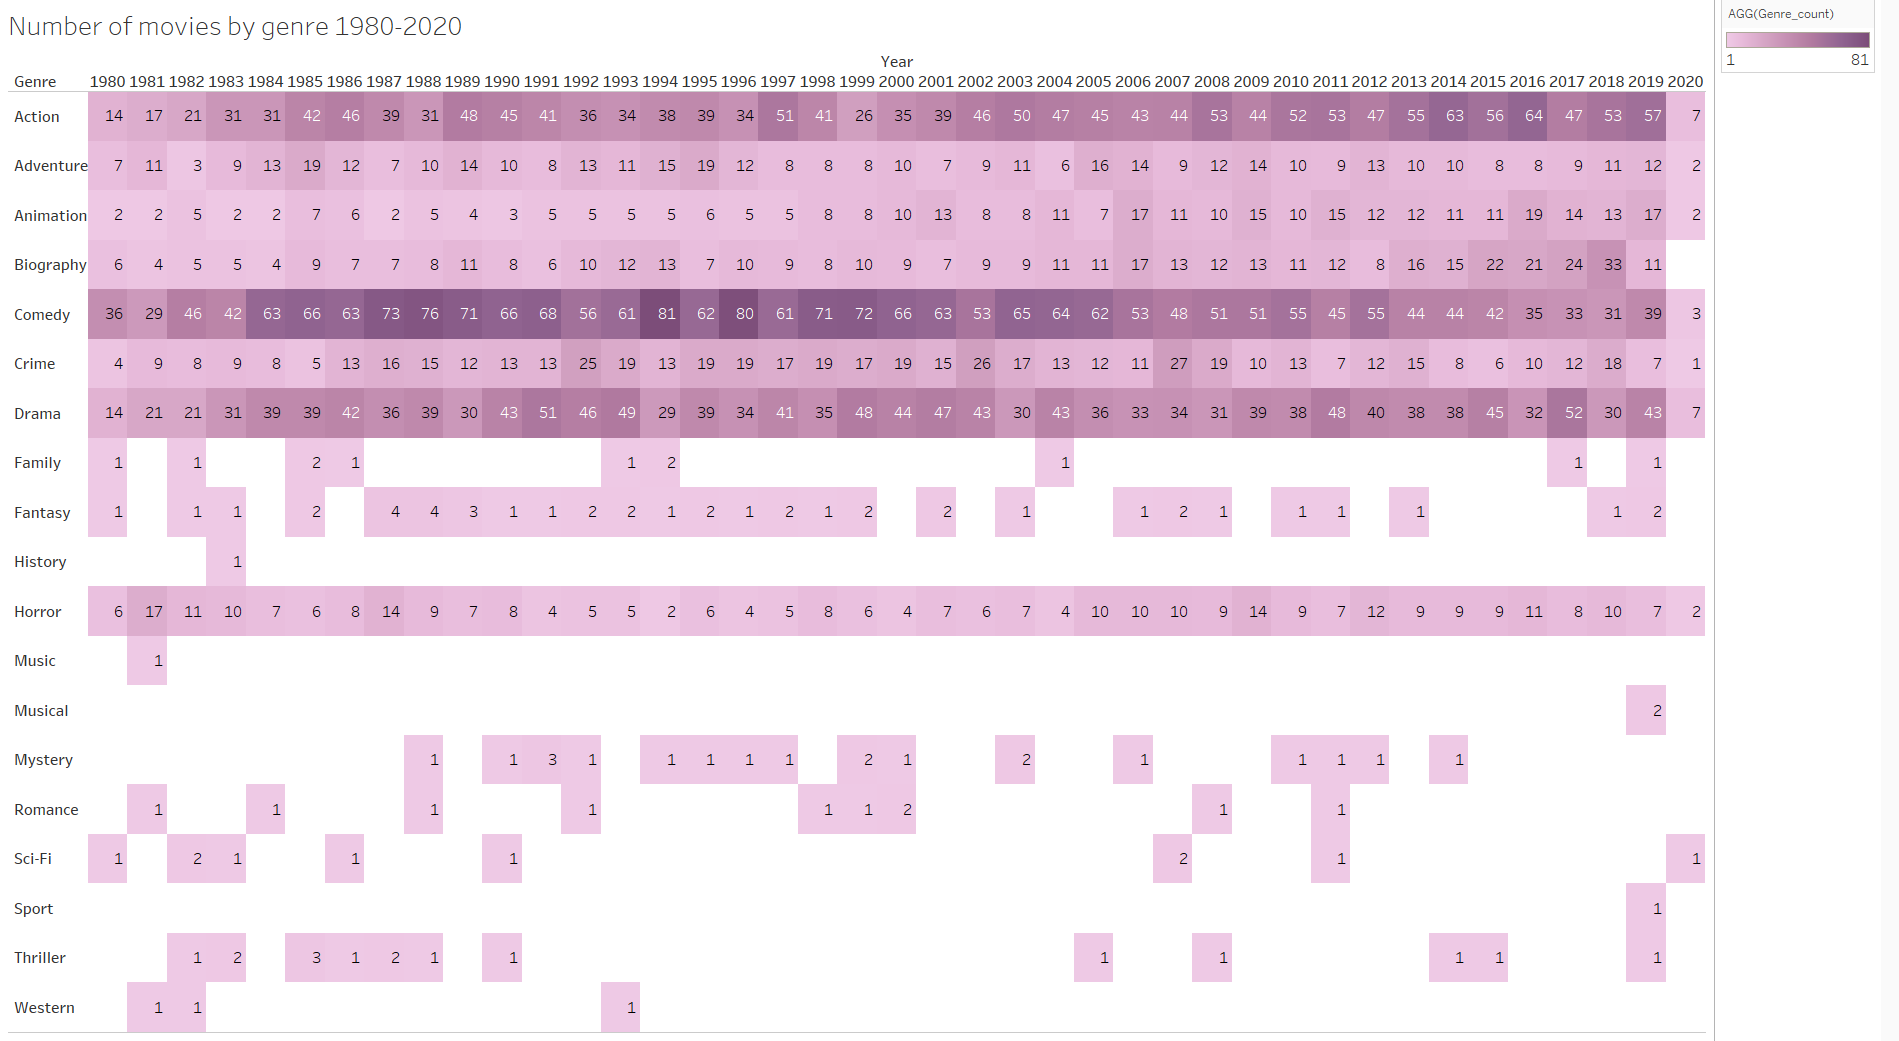 Number of movies by genre 1980-2020
AGG(Genre_count)
1 81
Year
Genre 1980 1981 1982 1983 1984 1985 1986 1987 1988 1989 1990 1991 1992 1993 1994 1995 1996 1997 1998 1999 2000 2001 2002 2003 2004 2005 2006 2007 2008 2009 2010 2011 2012 2013 2014 2015 2016 2017 2018 2019 2020
Action 14 17 21 31 31 42 46 39 31 48 45 41 36 34 38 39 34 51 41 26 35 39 46 50 47 45 43 44 53 44 52 53 47 55 63 56 64 47 53 57 7
Adventure 7 11 3 9 13 19 12 7 10 14 10 8 13 11 15 19 12 8 8 8 10 7 9 11 6 16 14 9 12 14 10 9 13 10 10 8 8 9 11 12 2
Animation 2 2 5 2 2 7 6 2 5 4 3 5 5 5 5 6 5 5 8 8 10 13 8 8 11 7 17 11 10 15 10 15 12 12 11 11 19 14 13 17 2
Biography 6 4 5 5 4 9 7 7 8 11 8 6 10 12 13 7 10 9 8 10 9 7 9 9 11 11 17 13 12 13 11 12 8 16 15 22 21 24 33 11
Comedy 36 29 46 42 63 66 63 73 76 71 66 68 56 61 81 62 80 61 71 72 66 63 53 65 64 62 53 48 51 51 55 45 55 44 44 42 35 33 31 39 3
Crime 4 9 8 9 8 5 13 16 15 12 13 13 25 19 13 19 19 17 19 17 19 15 26 17 13 12 11 27 19 10 13 7 12 15 8 6 10 12 18 7 1
Drama 14 21 21 31 39 39 42 36 39 30 43 51 46 49 29 39 34 41 35 48 44 47 43 30 43 36 33 34 31 39 38 48 40 38 38 45 32 52 30 43 7
Family 1 1 2 1 1 2 1 1 1
Fantasy 1 1 1 2 4 4 3 1 1 2 2 1 2 1 2 1 2 2 1 1 2 1 1 1 1 1 2
History 1
Horror 6 17 11 10 7 6 8 14 9 7 8 4 5 5 2 6 4 5 8 6 4 7 6 7 4 10 10 10 9 14 9 7 12 9 9 9 11 8 10 7 2
Music 1
Musical 2
Mystery 1 1 3 1 1 1 1 1 2 1 2 1 1 1 1 1
Romance 1 1 1 1 1 1 2 1 1
Sci-Fi 1 2 1 1 1 2 1 1
Sport 1
Thriller 1 2 3 1 2 1 1 1 1 1 1 1
Western 1 1 1